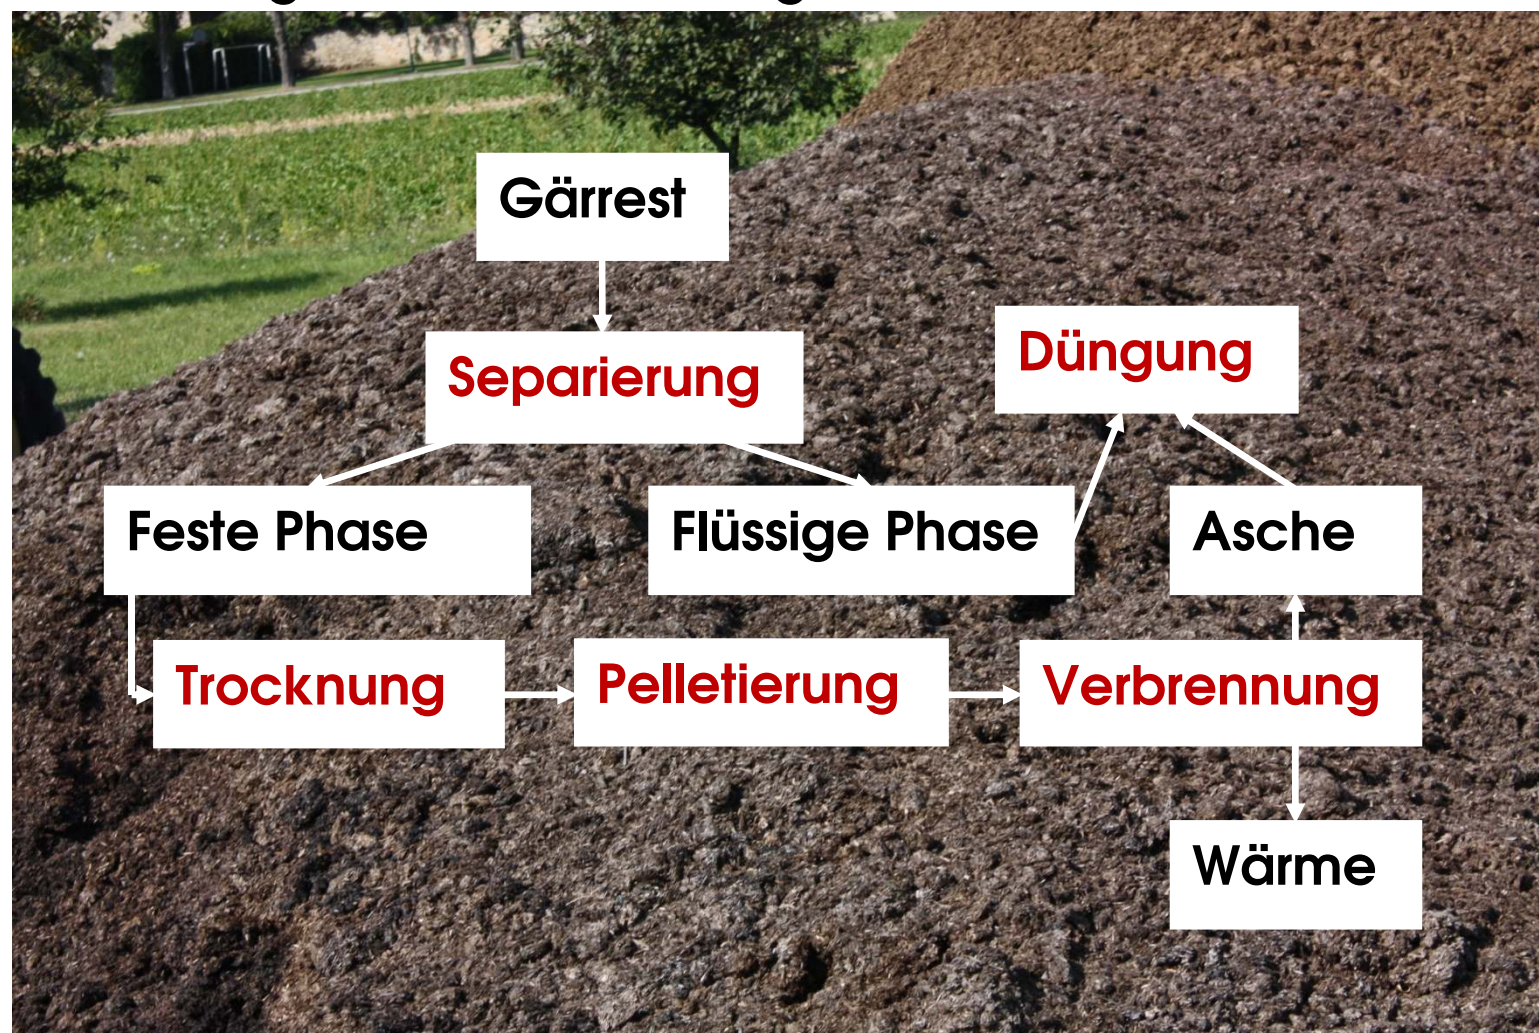 Gärrest
Separierung
Düngung
Feste Phase
Flüssige Phase
Asche
Trocknung
Pelletierung
Verbrennung
Wärme